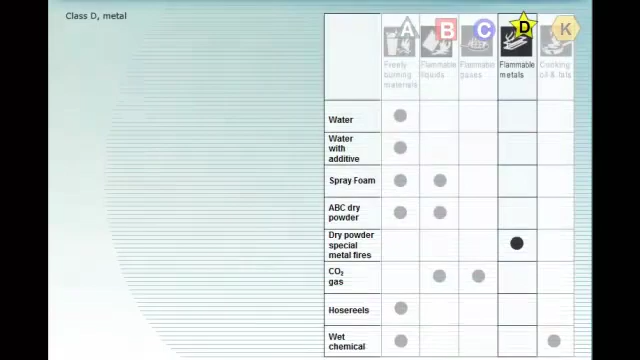 Class D, metal
A
B
C
D
K
Freely
burning
materials
Flammable
liquids
Flammable
gases
Flammable
metals
Cooking
oil & fats
Water
Water
with
additive
Spray Foam
ABC dry
powder
Dry powder
special
metal fires
CO₂
gas
Hosereels
Wet
chemical